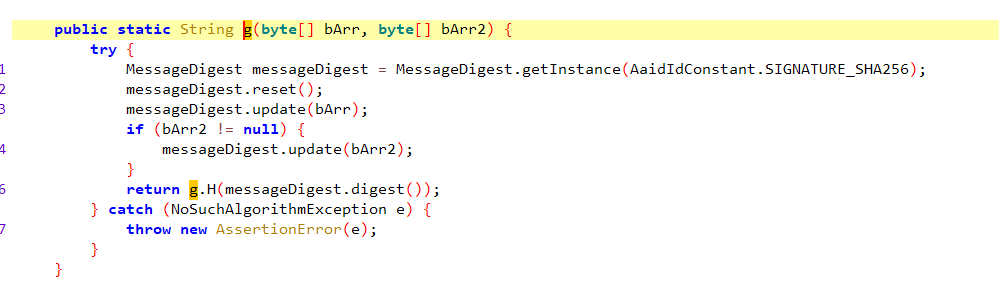 public static String g(byte[] bArr, byte[] bArr2) {
try {
1 MessageDigest messageDigest = MessageDigest.getInstance(AaidIdConstant.SIGNATURE_SHA256);
2 messageDigest.reset();
3 messageDigest.update(bArr);
if (bArr2 != null) {
4 messageDigest.update(bArr2);
}
6 return g.H(messageDigest.digest());
} catch (NoSuchAlgorithmException e) {
7 throw new AssertionError(e);
}
}